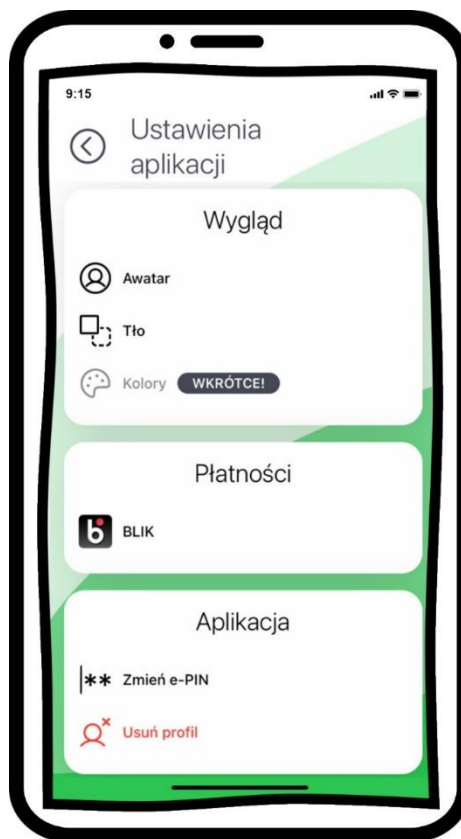 9:15
Ustawienia
aplikacji
Wygląd
Awatar
Tło
Kolory WKRÓTCE!
Płatności
BLIK
Aplikacja
Zmień e-PIN
Usuń profil